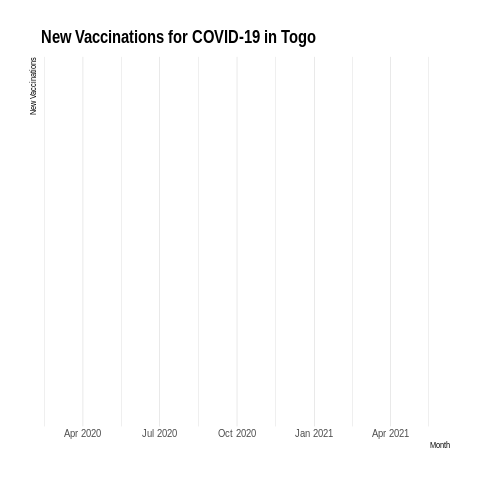 New Vaccinations for COVID-19 in Togo
New Vaccinations
Apr 2020
Jul 2020
Oct 2020
Jan 2021
Apr 2021
Month